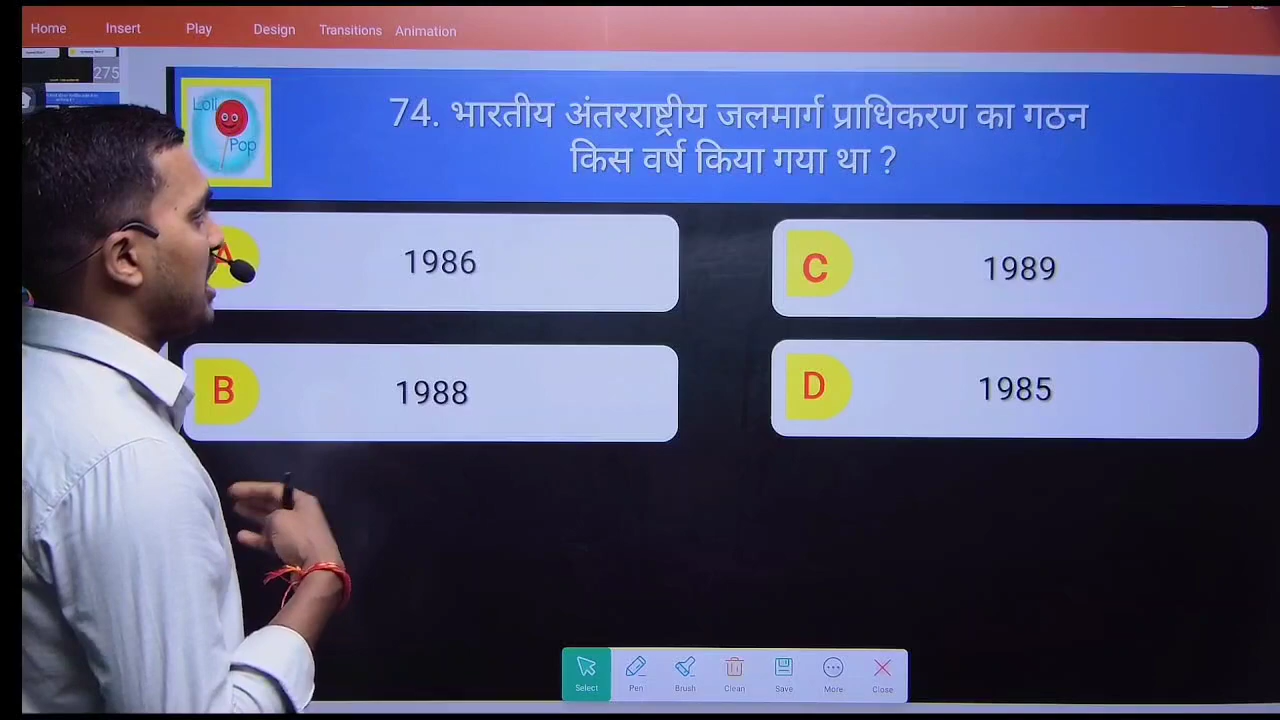 Home Insert Play Design Transitions Animation
275
Loli
Pop
74. भारतीय अंतरराष्ट्रीय जलमार्ग प्राधिकरण का गठन
किस वर्ष किया गया था ?
A 1986
C 1989
B 1988
D 1985
Select Pen Brush Clean Save More Close